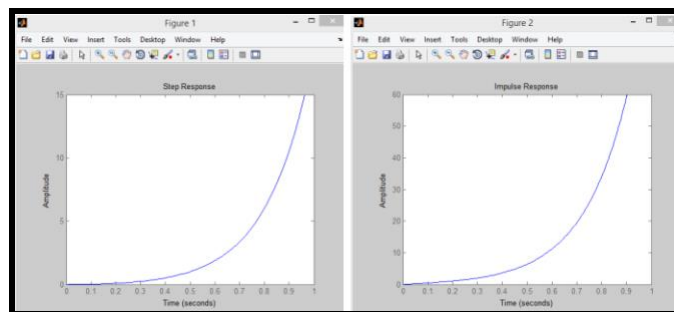 Figure 1
File Edit View Insert Tools Desktop Window Help
Step Response
15
10
5
0
Amplitude
0 0.1 0.2 0.3 0.4 0.5 0.6 0.7 0.8 0.9 1
Time (seconds)
Figure 2
File Edit View Insert Tools Desktop Window Help
Impulse Response
60
50
40
30
20
10
0
Amplitude
0 0.1 0.2 0.3 0.4 0.5 0.6 0.7 0.8 0.9 1
Time (seconds)